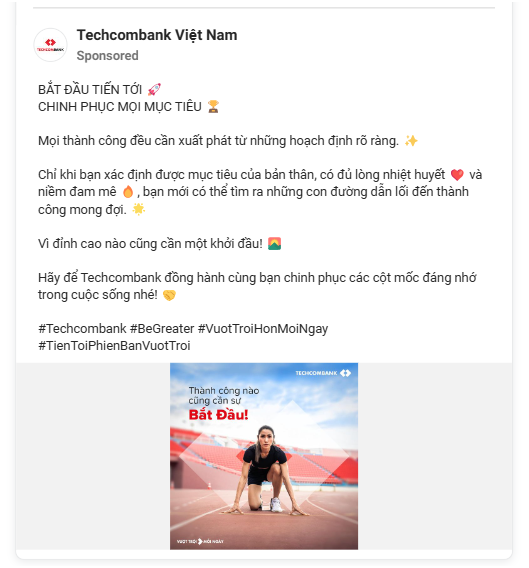 TECHCOMBANK
Techcombank Việt Nam
Sponsored
BẮT ĐẦU TIẾN TỚI 🚀
CHINH PHỤC MỌI MỤC TIÊU 🏆
Mọi thành công đều cần xuất phát từ những hoạch định rõ ràng. ✨
Chỉ khi bạn xác định được mục tiêu của bản thân, có đủ lòng nhiệt huyết ❤️ và
niềm đam mê 🔥, bạn mới có thể tìm ra những con đường dẫn lối đến thành
công mong đợi. 🌟
Vì đỉnh cao nào cũng cần một khởi đầu! 🌄
Hãy để Techcombank đồng hành cùng bạn chinh phục các cột mốc đáng nhớ
trong cuộc sống nhé! 🤝
#Techcombank #BeGreater #VuotTroiHonMoiNgay
#TienToiPhienBanVuotTroi
TECHCOMBANK
Thành công nào
cũng cần sự
Bắt Đầu!
VƯỢT TRỘI MỖI NGÀY